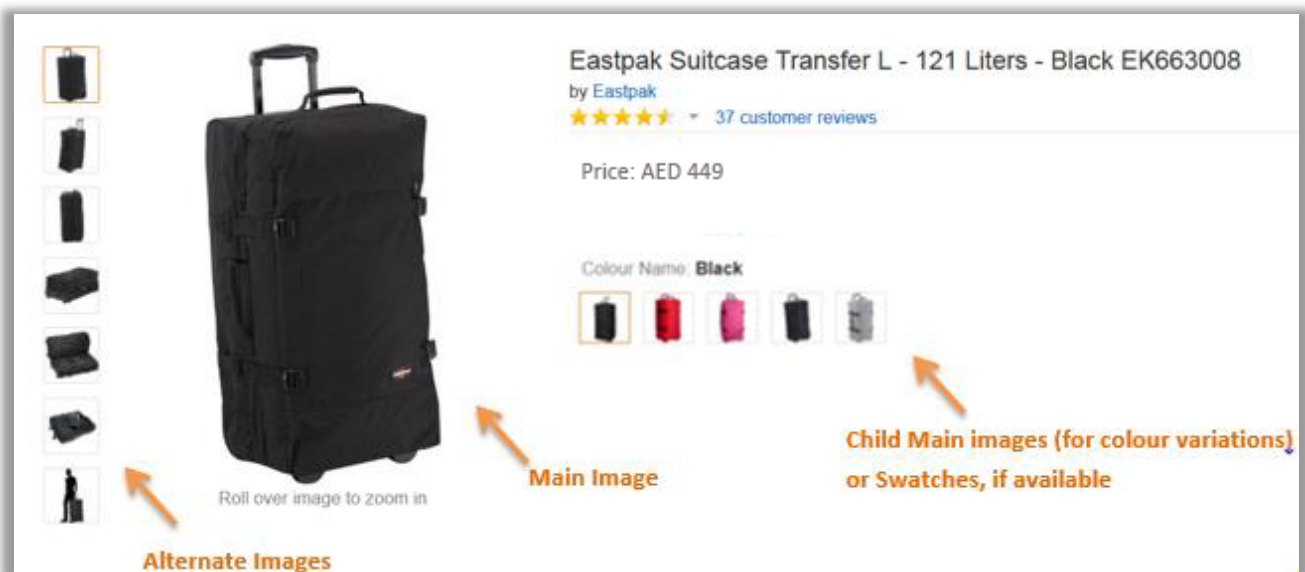 Eastpak Suitcase Transfer L - 121 Liters - Black EK663008
by Eastpak
37 customer reviews
Price: AED 449
Colour Name: Black
Child Main images (for colour variations)
or Swatches, if available
Main Image
Roll over image to zoom in
Alternate Images